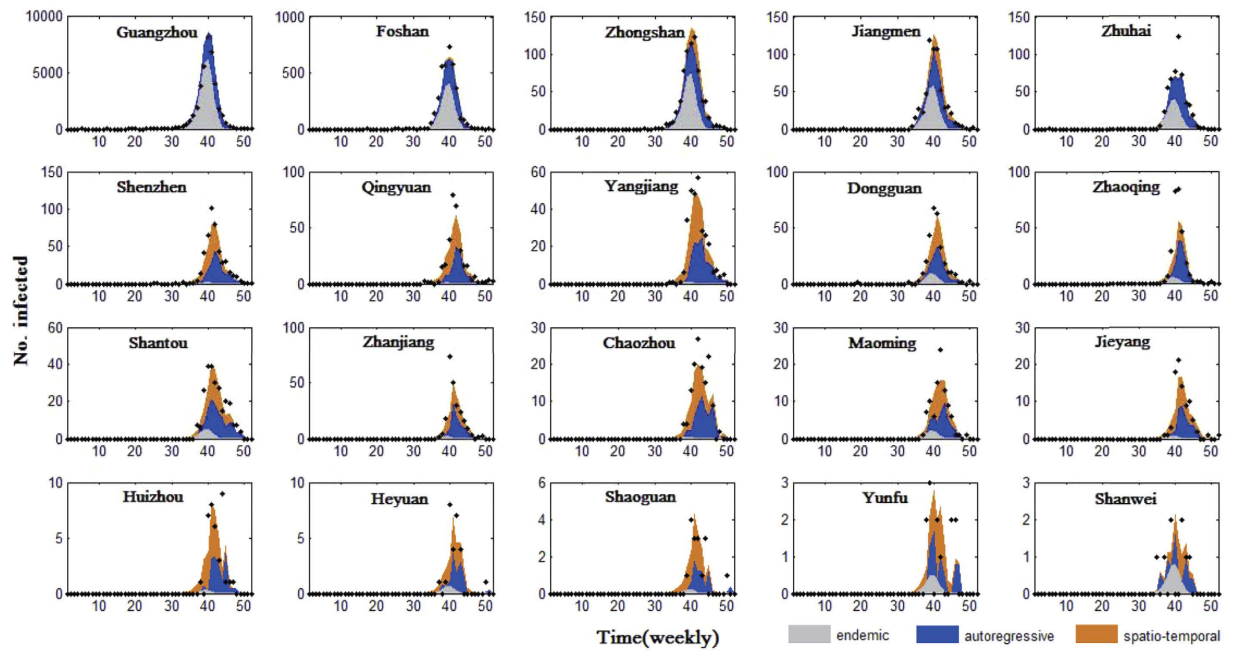 Guangzhou Foshan Zhongshan Jiangmen Zhuhai
10000 1000 150 150 150
100 100 100
5000 500
50 50 50
0 0 0 0 0
10 20 30 40 50 10 20 30 40 50 10 20 30 40 50 10 20 30 40 50 10 20 30 40 50
Shenzhen Qingyuan Yangjiang Dongguan Zhaoqing
150 100 60 100 100
100 40
50 50 50
50 20
0 0 0 0 0
10 20 30 40 50 10 20 30 40 50 10 20 30 40 50 10 20 30 40 50 10 20 30 40 50
No. infected
Shantou Zhanjiang Chaozhou Maoming Jieyang
60 100 30 30 30
40 20 20 20
50
20 10 10 10
0 0 0 0 0
10 20 30 40 50 10 20 30 40 50 10 20 30 40 50 10 20 30 40 50 10 20 30 40 50
Huizhou Heyuan Shaoguan Yunfu Shanwei
10 10 6 3 3
4 2 2
5 5
2 1 1
0 0 0 0 0
10 20 30 40 50 10 20 30 40 50 10 20 30 40 50 10 20 30 40 50 10 20 30 40 50
Time(weekly)
endemic autoregressive spatio-temporal